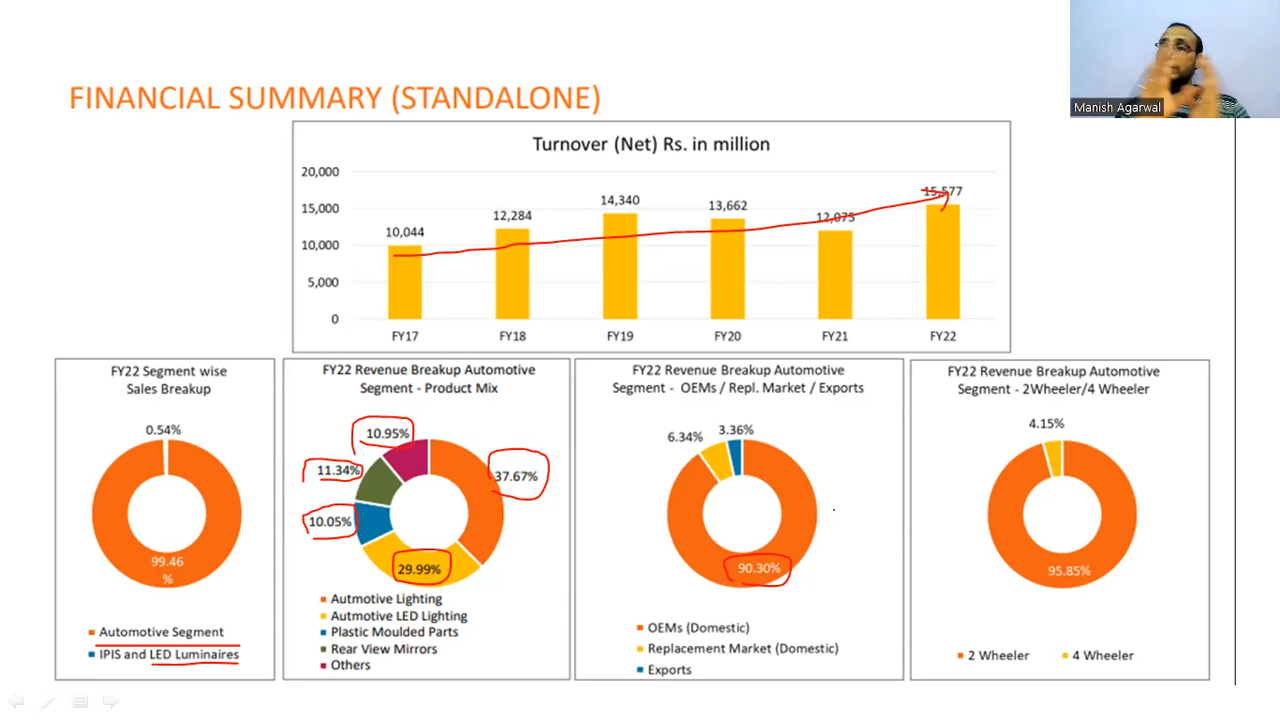 Manish Agarwal
FINANCIAL SUMMARY (STANDALONE)
Turnover (Net) Rs. in million
20,000
15,000
10,000
5,000
0
10,044
12,284
14,340
13,662
12,075
15,577
FY17
FY18
FY19
FY20
FY21
FY22
FY22 Segment wise
Sales Breakup
0.54%
99.46
%
Automotive Segment
IPIS and LED Luminaires
FY22 Revenue Breakup Automotive
Segment - Product Mix
10.95%
11.34%
37.67%
10.05%
29.99%
Autmotive Lighting
Autmotive LED Lighting
Plastic Moulded Parts
Rear View Mirrors
Others
FY22 Revenue Breakup Automotive
Segment - OEMs / Repl. Market / Exports
6.34%
3.36%
90.30%
OEMs (Domestic)
Replacement Market (Domestic)
Exports
FY22 Revenue Breakup Automotive
Segment - 2Wheeler/4 Wheeler
4.15%
95.85%
2 Wheeler
4 Wheeler